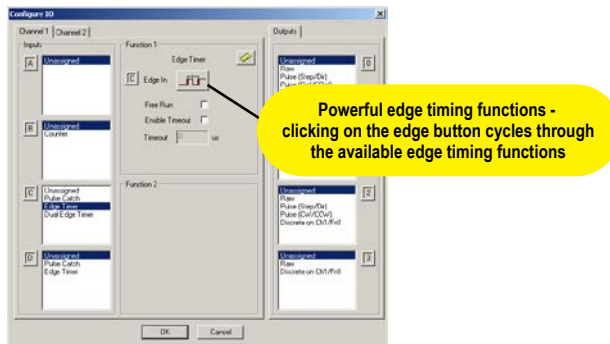 Configure IO
Channel 1 Channel 2
Inputs
A
Unassigned
B
Unassigned
Counter
C
Unassigned
Pulse Catch
Edge Timer
Dual Edge Timer
D
Unassigned
Pulse Catch
Edge Timer
Function 1
Edge Timer
C Edge In
Free Run
Enable Timeout
Timeout 0 us
Function 2
Outputs
Unassigned
Raw
Pulse (Step/Dir)
Pulse (CW/CCW)
0
Powerful edge timing functions -
clicking on the edge button cycles through
the available edge timing functions
Unassigned
Raw
Pulse (Step/Dir)
Pulse (CW/CCW)
Discrete on Ch1/Fn1
2
Unassigned
Raw
Discrete on Ch1/Fn1
3
OK Cancel